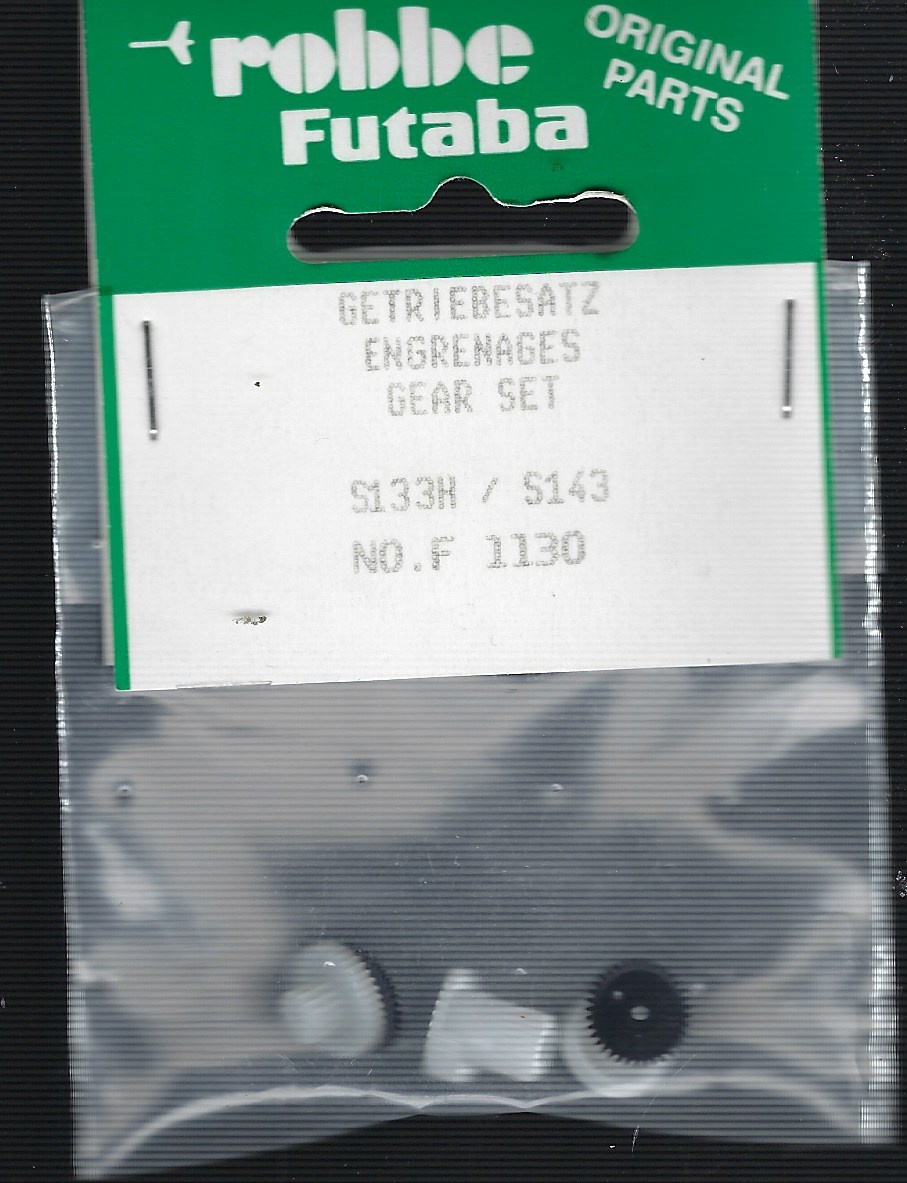 robbe
Futaba
ORIGINAL
PARTS
GETRIEBESATZ
ENGRENAGES
GEAR SET
S133H / S143
NO.F 1130